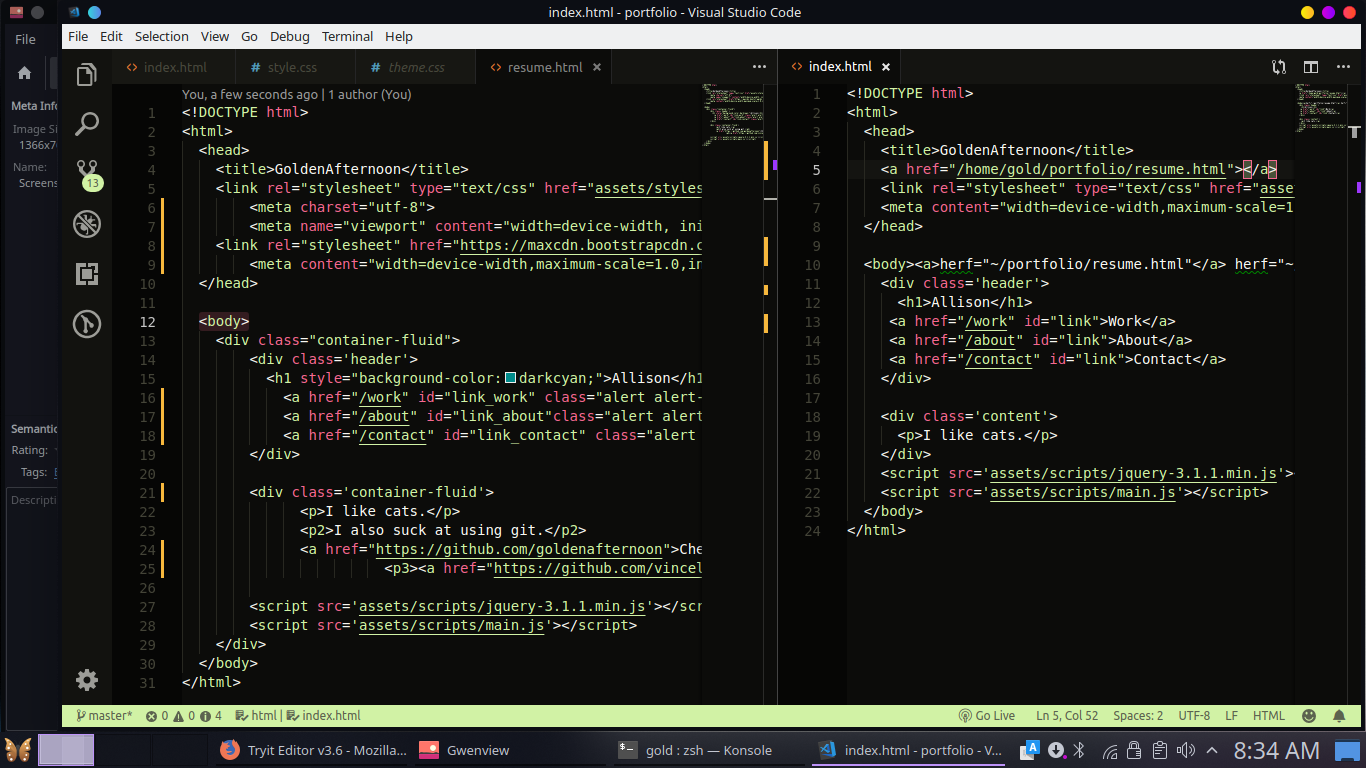 index.html - portfolio - Visual Studio Code
File
Meta Info
Image Si
1366x7
Name:
Screens
Semantic
Rating:
Tags:
Descripti
File Edit Selection View Go Debug Terminal Help
index.html
# style.css
# theme.css
resume.html
You, a few seconds ago | 1 author (You)
1 <!DOCTYPE html>
2 <html>
3 <head>
4 <title>GoldenAfternoon</title>
5 <link rel="stylesheet" type="text/css" href="assets/styles
6 <meta charset="utf-8">
7 <meta name="viewport" content="width=device-width, ini
8 <link rel="stylesheet" href="https://maxcdn.bootstrapcdn.c
9 <meta content="width=device-width,maximum-scale=1.0,in
10 </head>
11
12 <body>
13 <div class="container-fluid">
14 <div class='header'>
15 <h1 style="background-color:darkcyan;">Allison</h1
16 <a href="/work" id="link_work" class="alert alert-
17 <a href="/about" id="link_about"class="alert alert
18 <a href="/contact" id="link_contact" class="alert
19 </div>
20
21 <div class='container-fluid'>
22 <p>I like cats.</p>
23 <p2>I also suck at using git.</p2>
24 <a href="https://github.com/goldenafternoon">Che
25 <p3><a href="https://github.com/vincel
26
27 <script src='assets/scripts/jquery-3.1.1.min.js'></scr
28 <script src='assets/scripts/main.js'></script>
29 </div>
30 </body>
31 </html>
index.html
1 <!DOCTYPE html>
2 <html>
3 <head>
4 <title>GoldenAfternoon</title>
5 <a href="/home/gold/portfolio/resume.html"></a>
6 <link rel="stylesheet" type="text/css" href="asse
7 <meta content="width=device-width,maximum-scale=1
8 </head>
9
10 <body><a>herf="~/portfolio/resume.html"</a> herf="~
11 <div class='header'>
12 <h1>Allison</h1>
13 <a href="/work" id="link">Work</a>
14 <a href="/about" id="link">About</a>
15 <a href="/contact" id="link">Contact</a>
16 </div>
17
18 <div class='content'>
19 <p>I like cats.</p>
20 </div>
21 <script src='assets/scripts/jquery-3.1.1.min.js'>
22 <script src='assets/scripts/main.js'></script>
23 </body>
24 </html>
13
master* 0 0 4 html | index.html
Go Live Ln 5, Col 52 Spaces: 2 UTF-8 LF HTML
Tryit Editor v3.6 - Mozilla...
Gwenview
gold : zsh — Konsole
index.html - portfolio - V...
A
8:34 AM